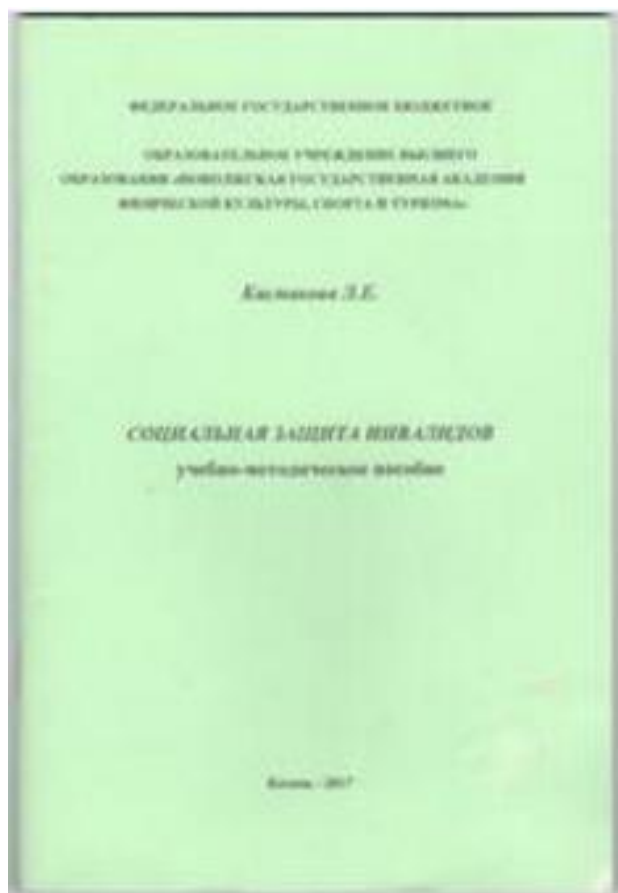 ФЕДЕРАЛЬНОЕ ГОСУДАРСТВЕННОЕ БЮДЖЕТНОЕ
ОБРАЗОВАТЕЛЬНОЕ УЧРЕЖДЕНИЕ ВЫСШЕГО
ОБРАЗОВАНИЯ «ПОВОЛЖСКАЯ ГОСУДАРСТВЕННАЯ АКАДЕМИЯ
ФИЗИЧЕСКОЙ КУЛЬТУРЫ, СПОРТА И ТУРИЗМА»
Л.Е.
СОЦИАЛЬНАЯ ЗАЩИТА ИНВАЛИДОВ
учебно-методическое пособие
Казань - 2017